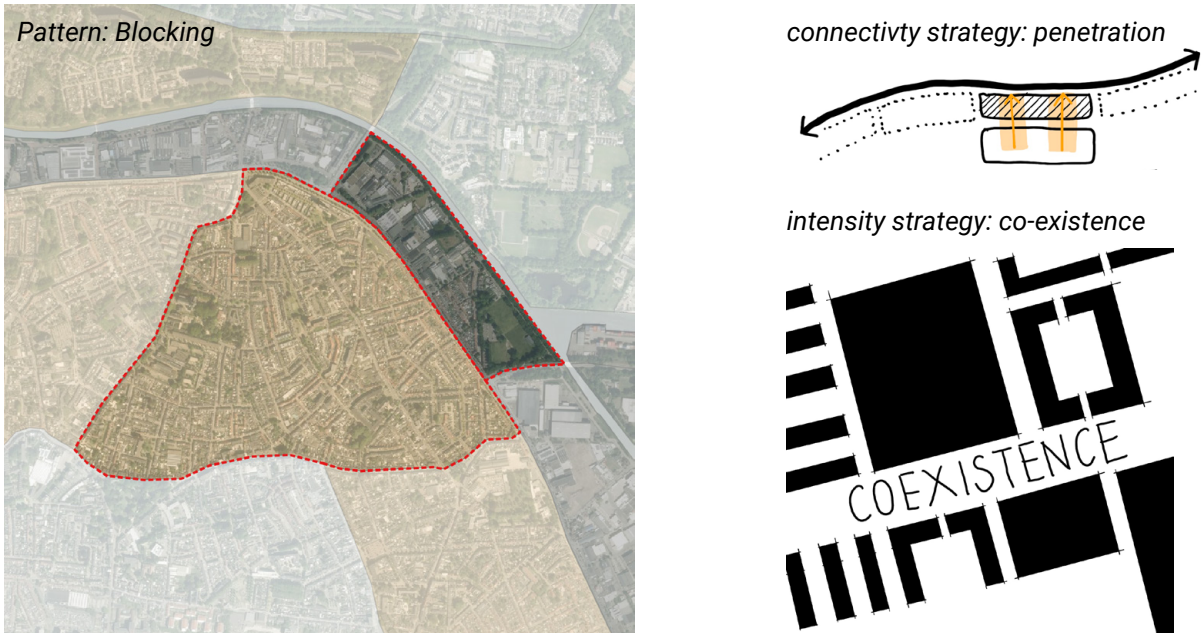 Pattern: Blocking
connectivty strategy: penetration
intensity strategy: co-existence
COEXISTENCE